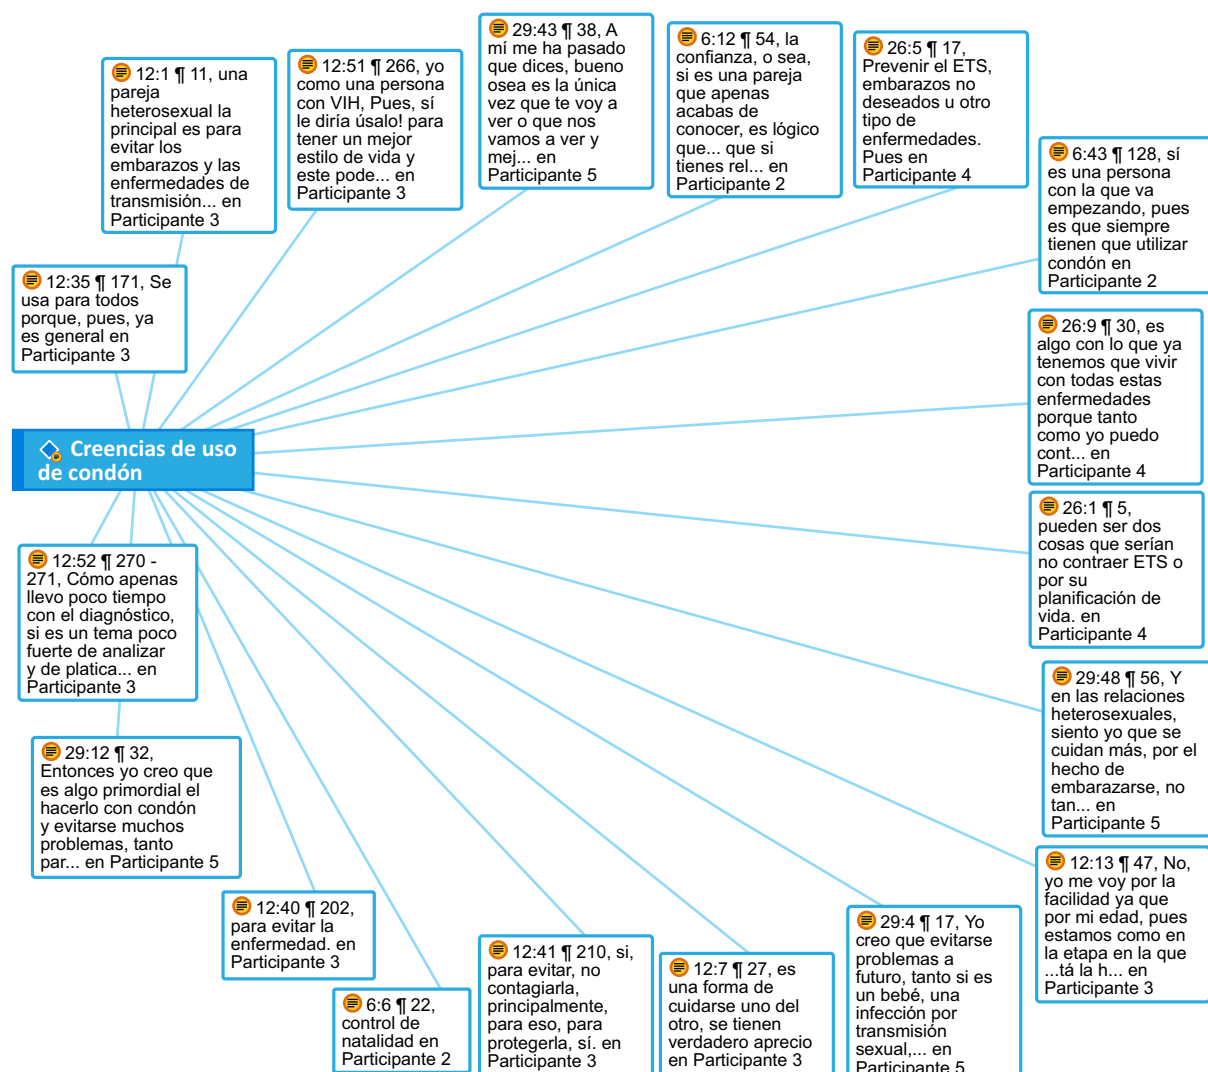 29:43 ¶ 38, A
mí me ha pasado
que dices, bueno
osea es la única
vez que te voy a
ver o que nos
vamos a ver y
mej... en
Participante 5
6:12 ¶ 54, la
confianza, o sea,
si es una pareja
que apenas
acabas de
conocer, es lógico
que... que si
tienes rel... en
Participante 2
26:5 ¶ 17,
Prevenir el ETS,
embarazos no
deseados u otro
tipo de
enfermedades.
Pues en
Participante 4
12:51 ¶ 266, yo
como una persona
con VIH, Pues, sí
le diría úsalo! para
tener un mejor
estilo de vida y
este pode... en
Participante 3
12:1 ¶ 11, una
pareja
heterosexual la
principal es para
evitar los
embarazos y las
enfermedades de
transmisión... en
Participante 3
6:43 ¶ 128, sí
es una persona
con la que va
empezando, pues
es que siempre
tienen que utilizar
condón en
Participante 2
12:35 ¶ 171, Se
usa para todos
porque, pues, ya
es general en
Participante 3
26:9 ¶ 30, es
algo con lo que ya
tenemos que vivir
con todas estas
enfermedades
porque tanto
como yo puedo
cont... en
Participante 4
Creencias de uso
de condón
26:1 ¶ 5,
pueden ser dos
cosas que serían
no contraer ETS o
por su
planificación de
vida. en
Participante 4
12:52 ¶ 270 -
271, Cómo apenas
llevo poco tiempo
con el diagnóstico,
si es un tema poco
fuerte de analizar
y de platica... en
Participante 3
29:48 ¶ 56, Y
en las relaciones
heterosexuales,
siento yo que se
cuidan más, por el
hecho de
embarazarse, no
tan... en
Participante 5
29:12 ¶ 32,
Entonces yo creo que
es algo primordial el
hacerlo con condón
y evitarse muchos
problemas, tanto
par... en Participante 5
12:13 ¶ 47, No,
yo me voy por la
facilidad ya que
por mi edad, pues
estamos como en
la etapa en la que
...tá la h... en
Participante 3
12:40 ¶ 202,
para evitar la
enfermedad. en
Participante 3
29:4 ¶ 17, Yo
creo que evitarse
problemas a
futuro, tanto si es
un bebé, una
infección por
transmisión
sexual,... en
Participante 5
12:41 ¶ 210, si,
para evitar, no
contagiarla,
principalmente,
para eso, para
protegerla, sí. en
Participante 3
12:7 ¶ 27, es
una forma de
cuidarse uno del
otro, se tienen
verdadero aprecio
en Participante 3
6:6 ¶ 22,
control de
natalidad en
Participante 2